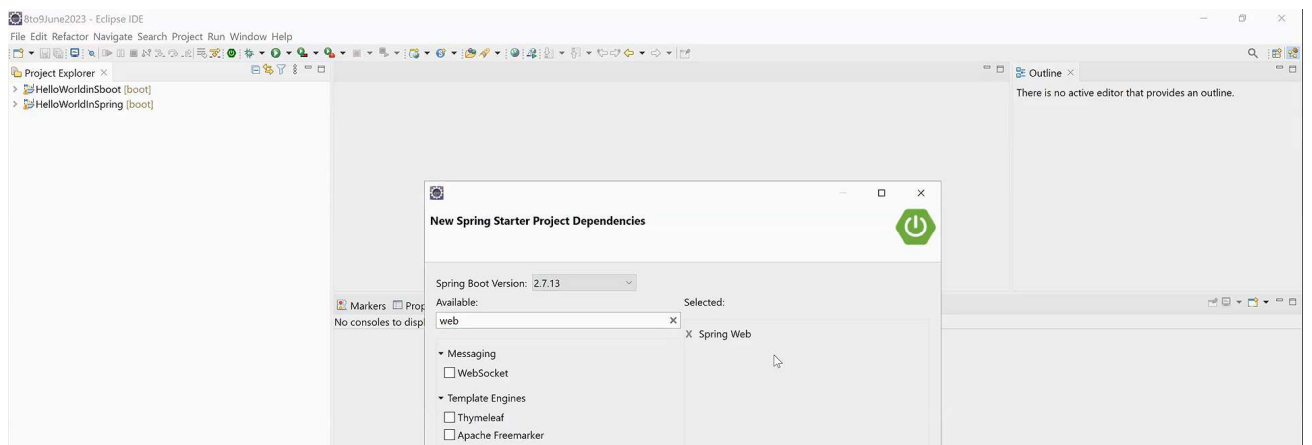 8to9June2023 - Eclipse IDE
File Edit Refactor Navigate Search Project Run Window Help
Project Explorer
HelloWorldinSboot [boot]
HelloWorldInSpring [boot]
Outline
There is no active editor that provides an outline.
New Spring Starter Project Dependencies
Spring Boot Version: 2.7.13
Available:
Selected:
web
Spring Web
Messaging
WebSocket
Template Engines
Thymeleaf
Apache Freemarker
Markers Prop
No consoles to displ